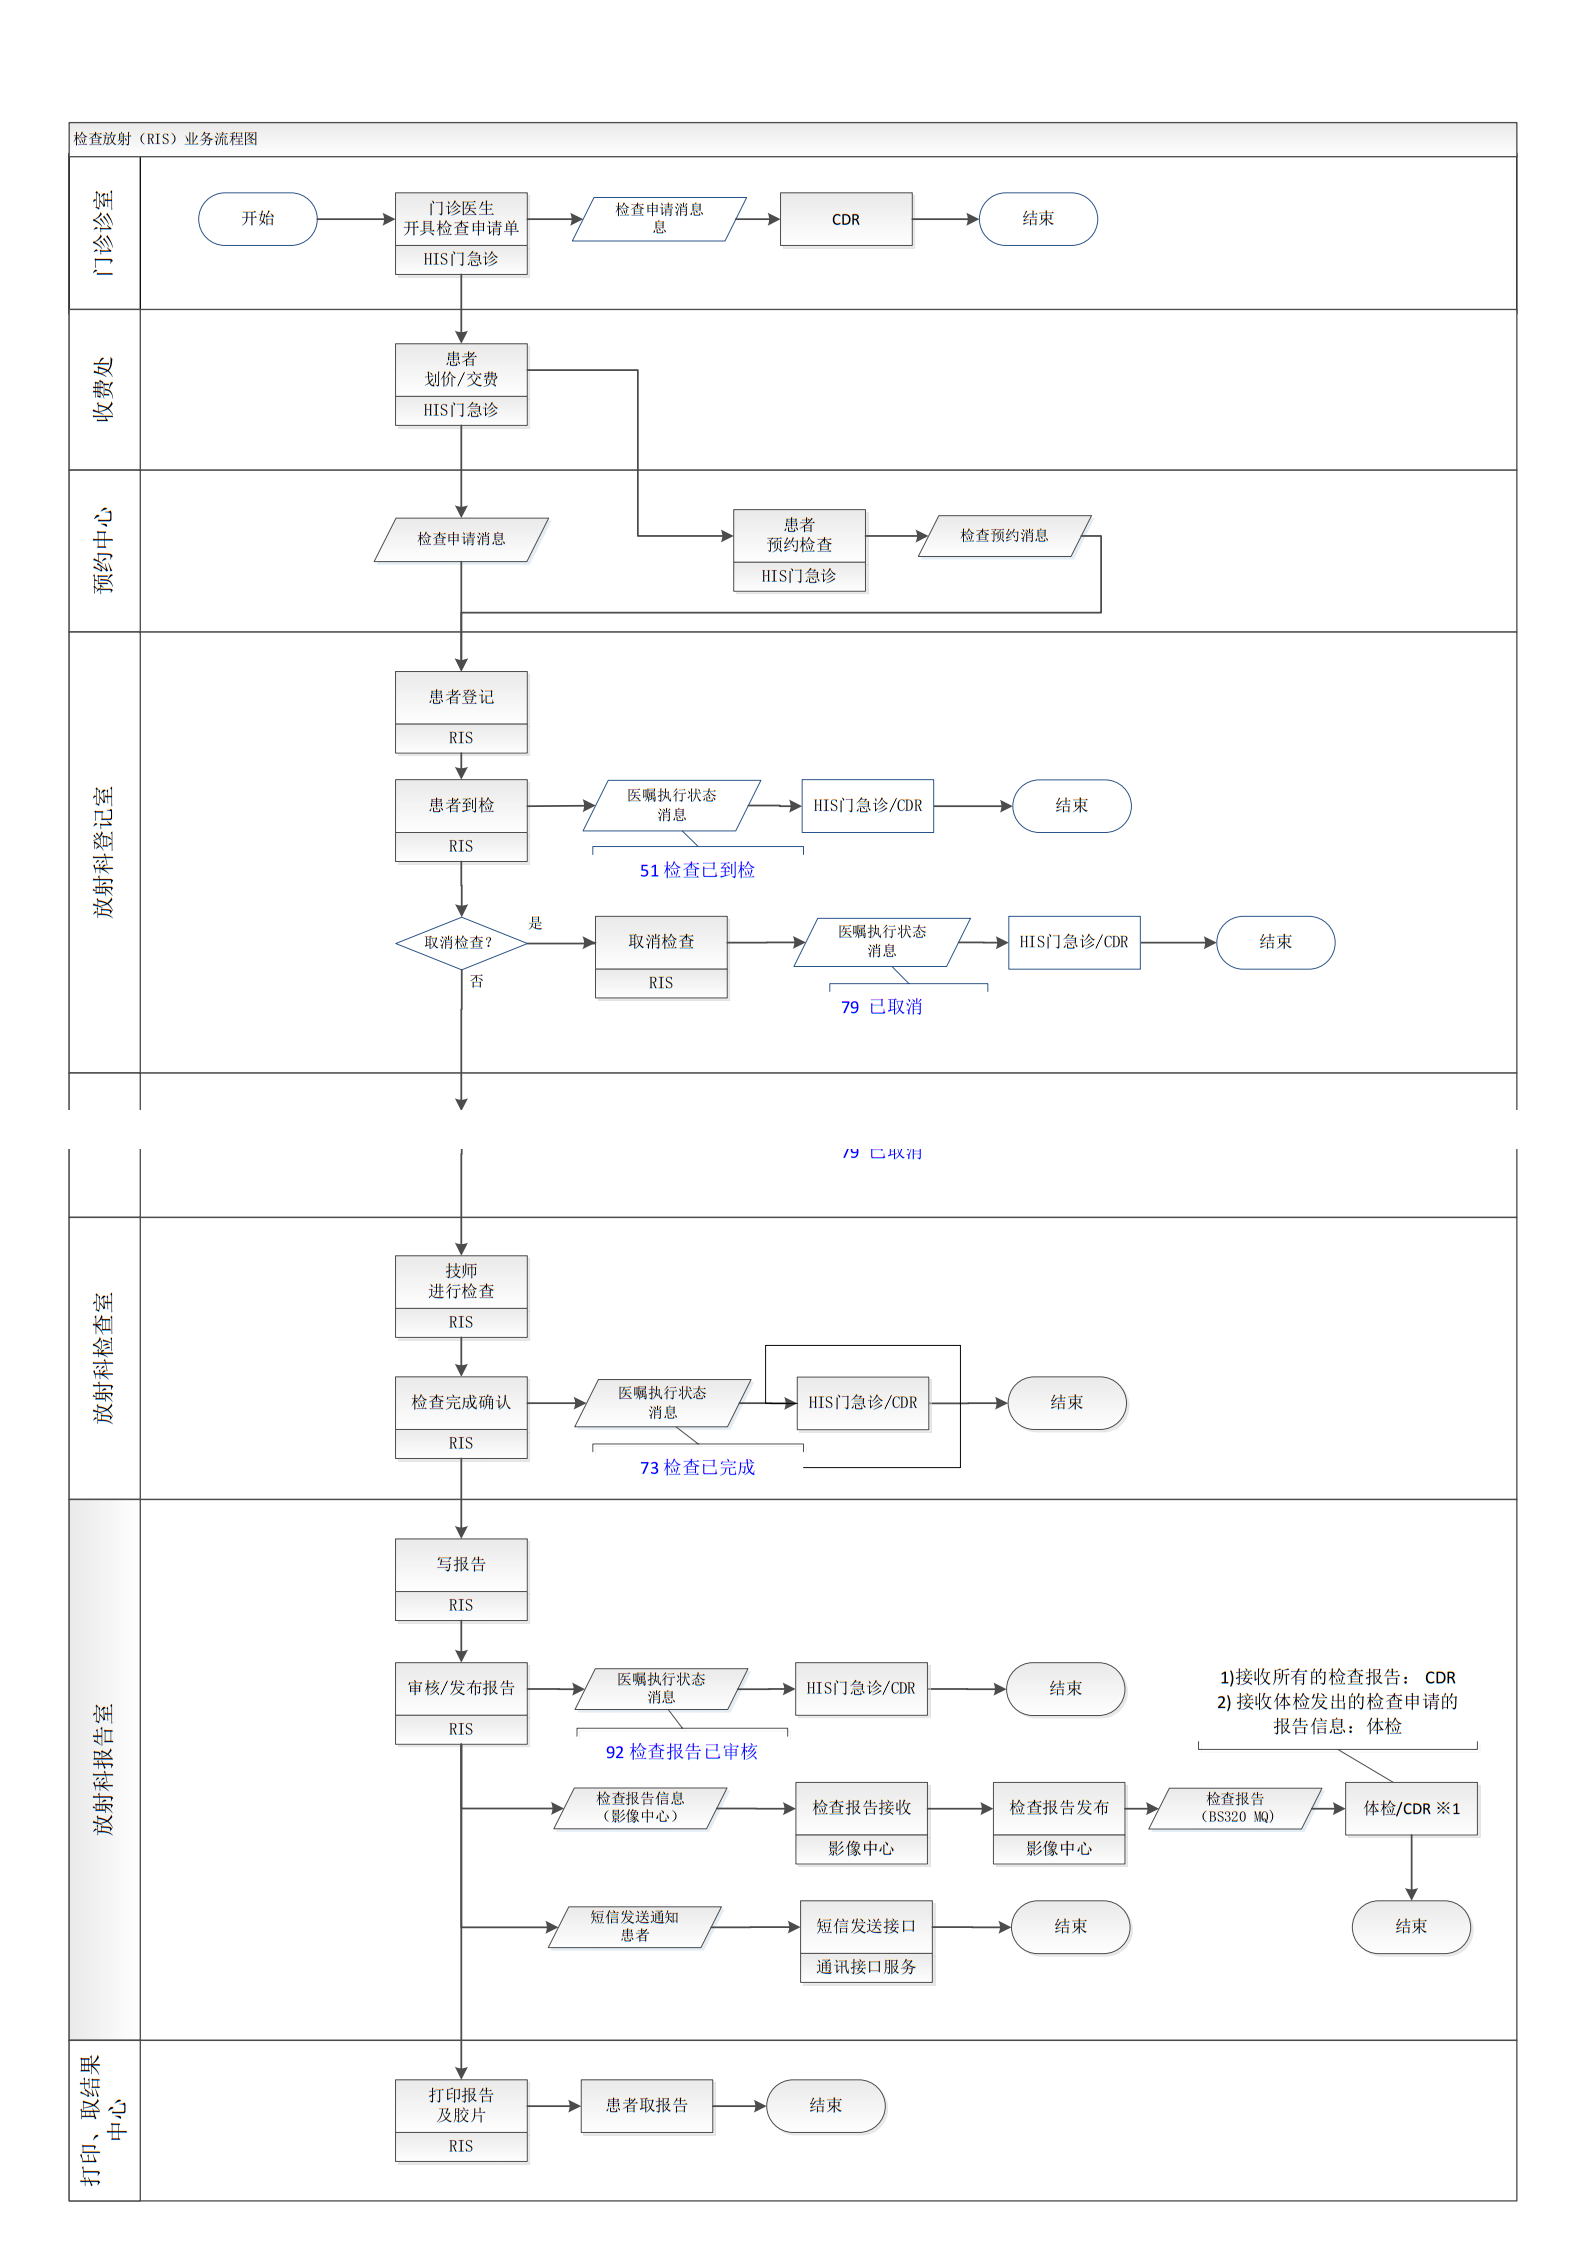 检查放射（RIS）业务流程图
门诊诊室
开始
门诊医生
开具检查申请单
HIS门急诊
检查申请消息
息
CDR
结束
收费处
患者
划价/交费
HIS门急诊
预约中心
检查申请消息
患者
预约检查
HIS门急诊
检查预约消息
放射科登记室
患者登记
RIS
患者到检
RIS
医嘱执行状态
消息
HIS门急诊/CDR
结束
51 检查已到检
取消检查？
是
否
取消检查
RIS
医嘱执行状态
消息
HIS门急诊/CDR
结束
79 已取消
79 已取消
放射科检查室
技师
进行检查
RIS
检查完成确认
RIS
医嘱执行状态
消息
HIS门急诊/CDR
结束
73 检查已完成
放射科报告室
写报告
RIS
审核/发布报告
RIS
医嘱执行状态
消息
HIS门急诊/CDR
结束
92 检查报告已审核
1)接收所有的检查报告： CDR
2) 接收体检发出的检查申请的
报告信息：体检
检查报告信息
（影像中心）
检查报告接收
影像中心
检查报告发布
影像中心
检查报告
（BS320 MQ)
体检/CDR ※1
短信发送通知
患者
短信发送接口
通讯接口服务
结束
结束
打印、取结果
中心
打印报告
及胶片
RIS
患者取报告
结束